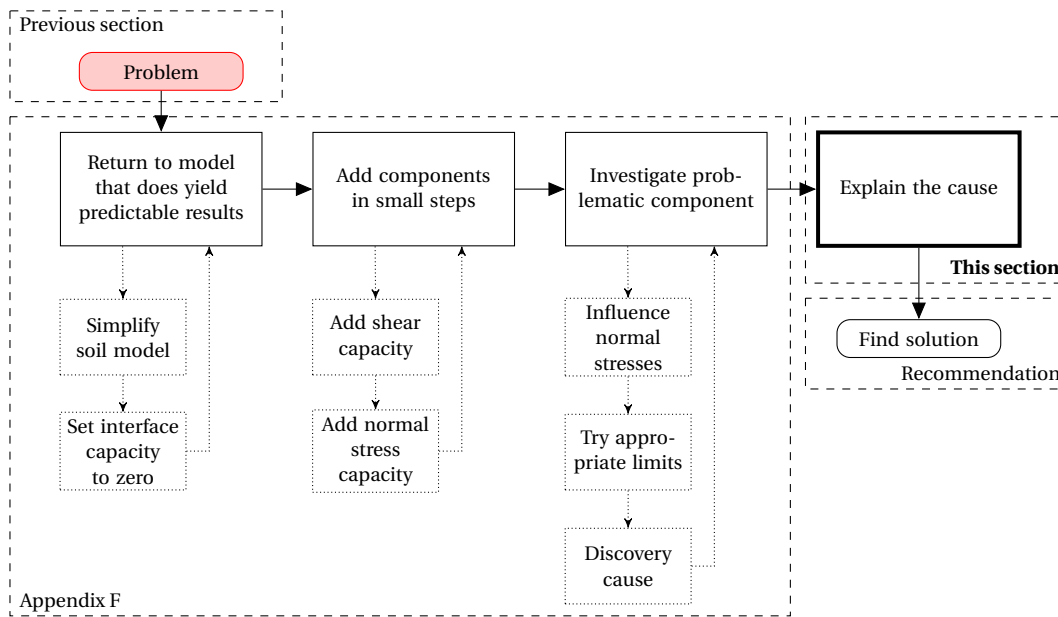 Previous section
Problem
Return to model
that does yield
predictable results
Add components
in small steps
Investigate prob-
lematic component
Explain the cause
This section
Simplify
soil model
Set interface
capacity
to zero
Add shear
capacity
Add normal
stress
capacity
Influence
normal
stresses
Try appro-
priate limits
Discovery
cause
Find solution
Recommendation
Appendix F